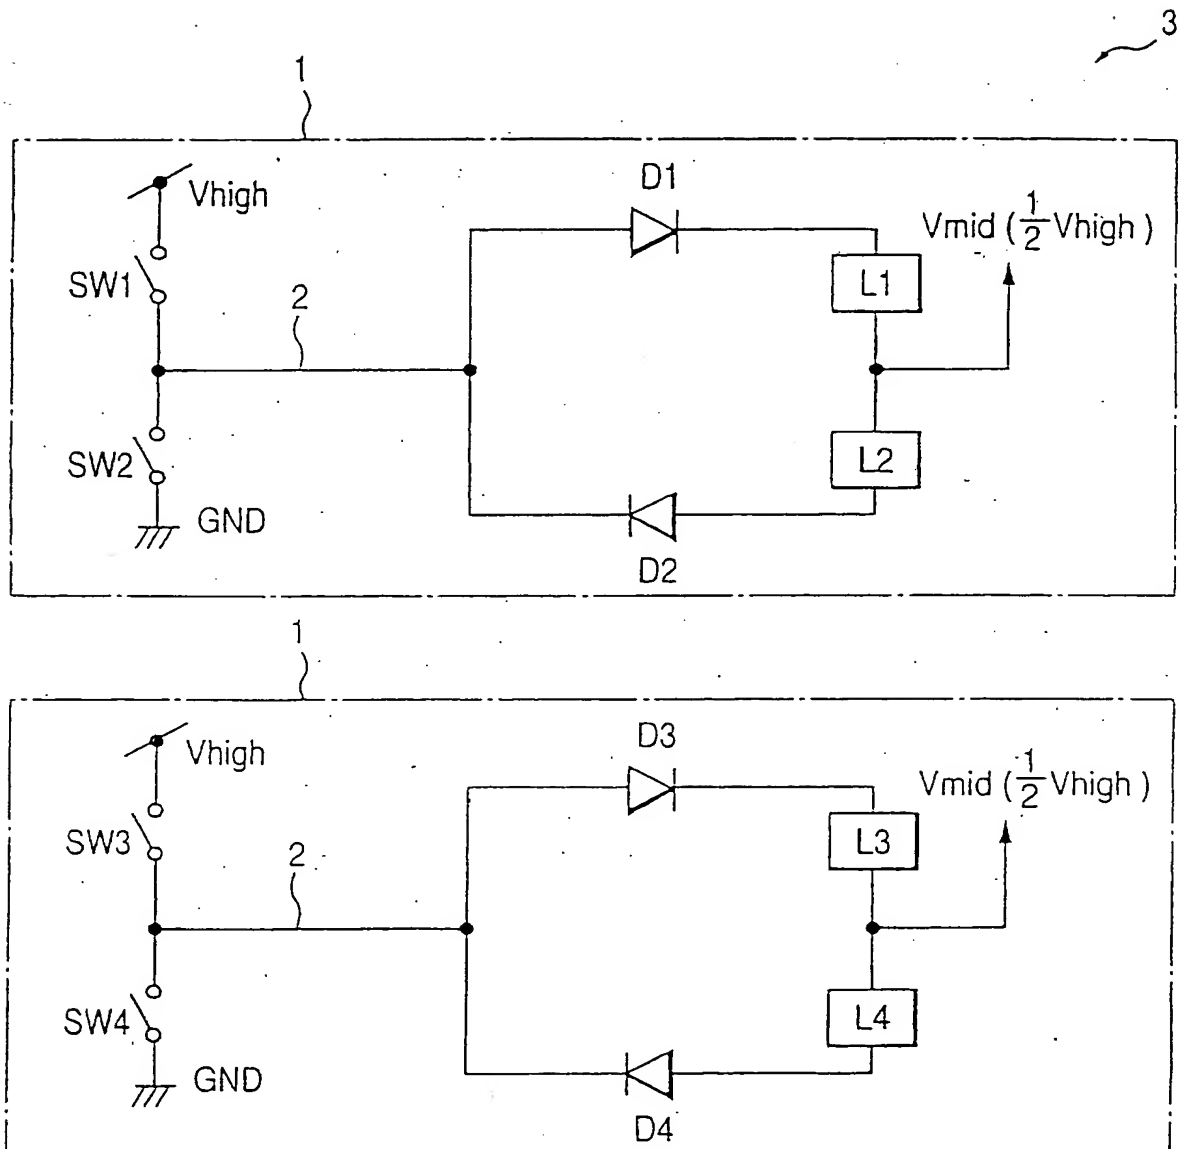 3
1
Vhigh
D1
Vmid (1/2 Vhigh)
SW1
L1
2
SW2
L2
GND
D2
1
Vhigh
D3
Vmid (1/2 Vhigh)
SW3
L3
2
SW4
L4
GND
D4